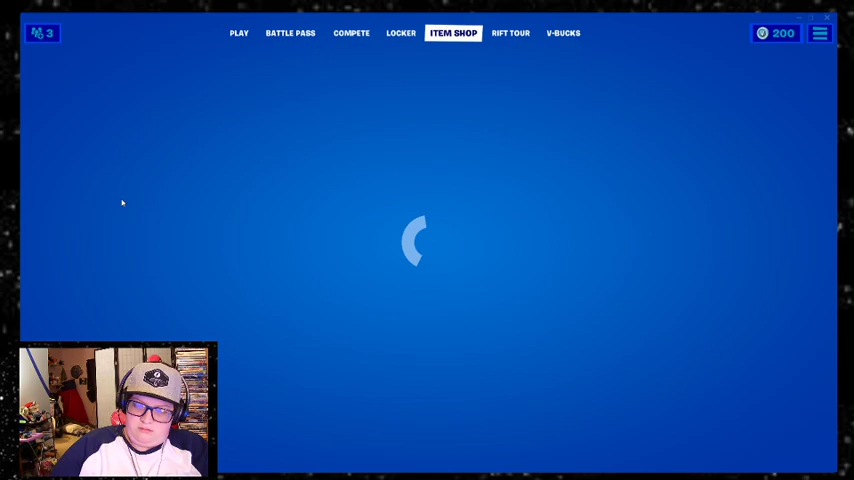 3 PLAY BATTLE PASS COMPETE LOCKER ITEM SHOP RIFT TOUR V-BUCKS 200